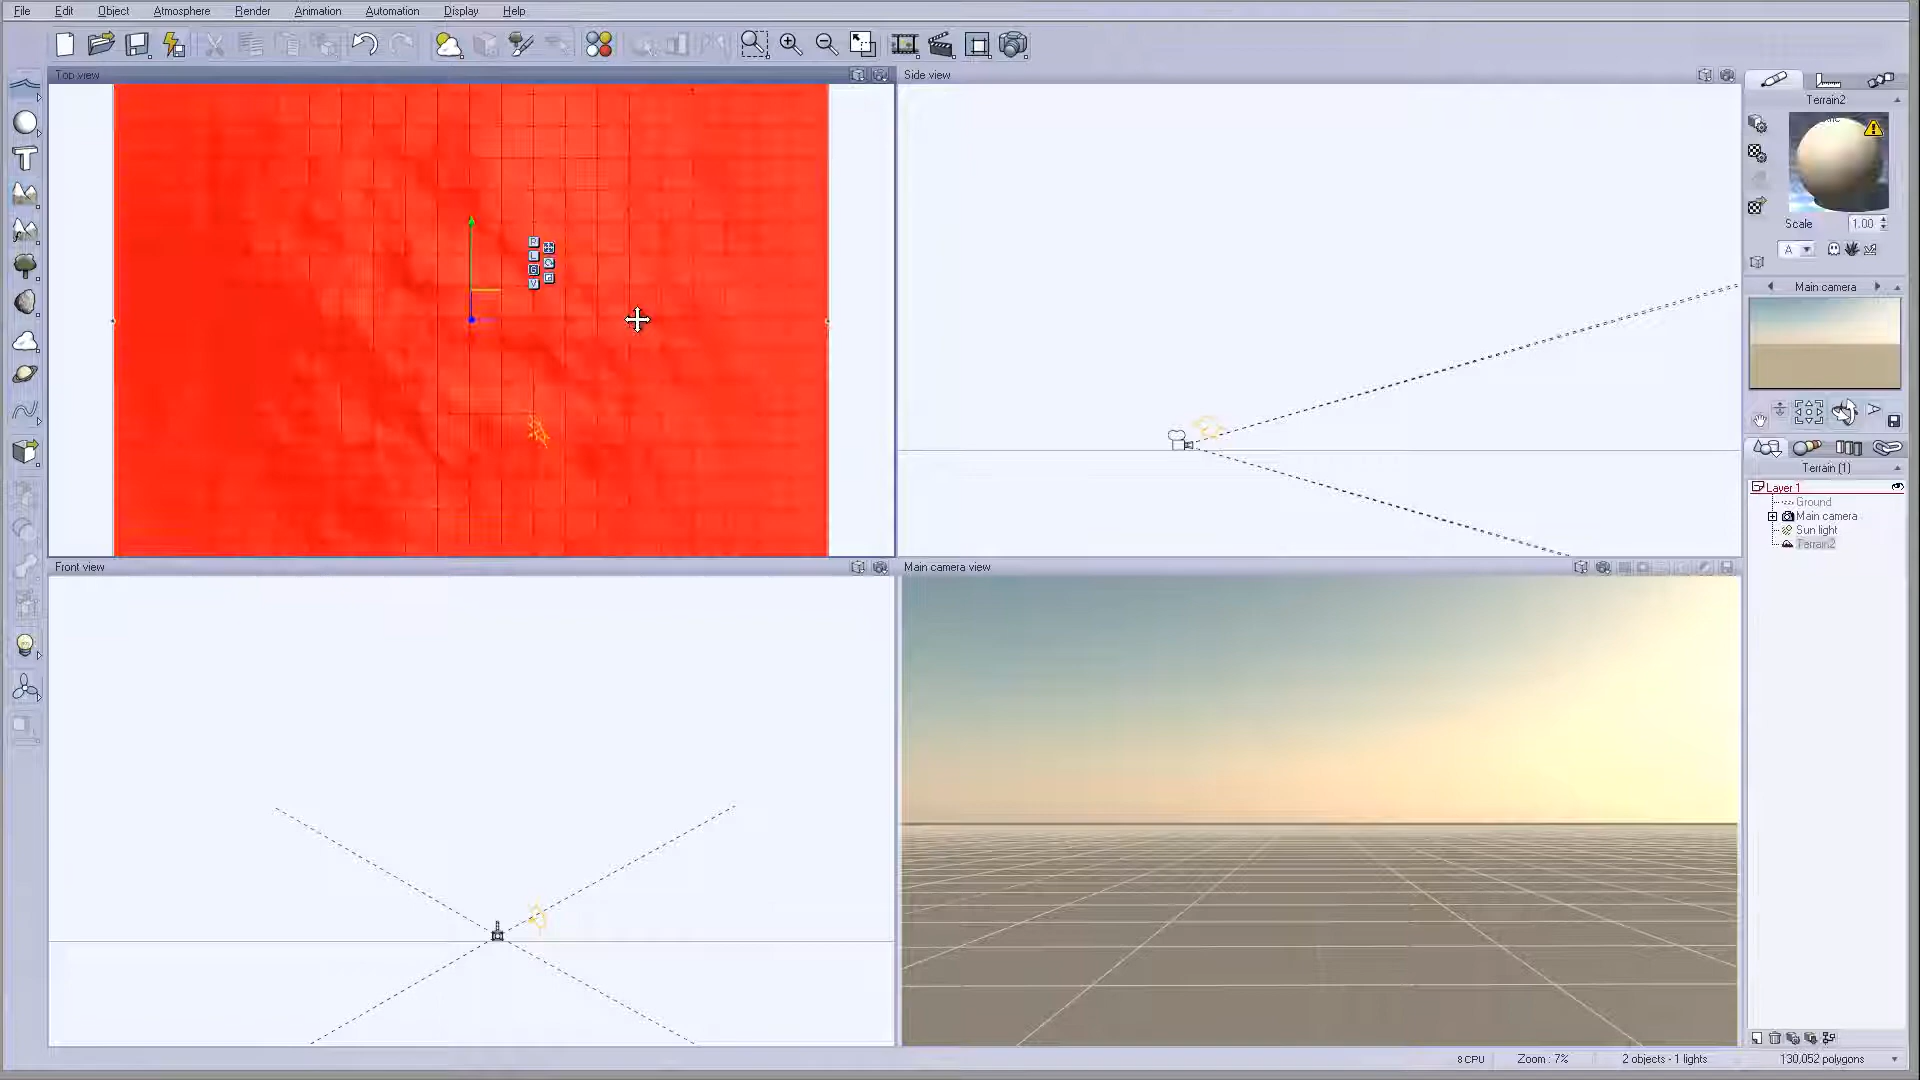 File Edit Object Atmosphere Render Animation Automation Display Help
Top view
Side view
Terrain2
Scale 1.00
A
Main camera
Front view
Main camera view
Terrain (1)
Layer 1
Ground
Main camera
Sun light
Terrain2
8 CPU Zoom : 7% 2 objects - 1 lights 130,052 polygons